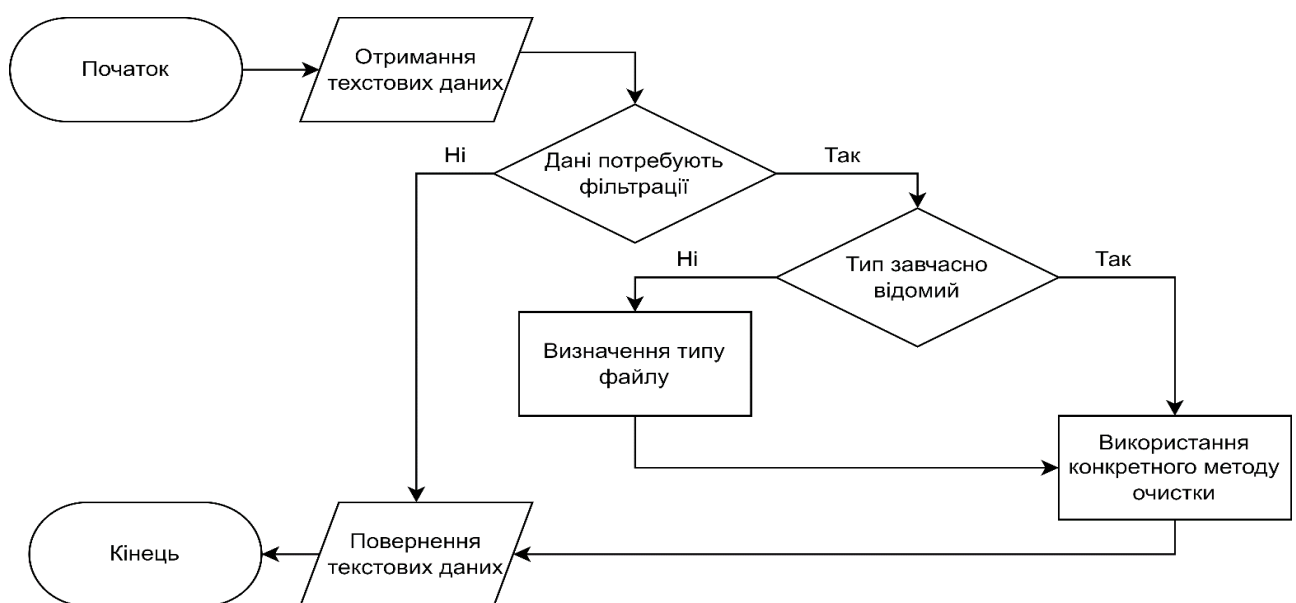 Початок
Отримання
техстових даних
Ні
Дані потребують
фільтрації
Так
Ні
Тип завчасно
відомий
Так
Визначення типу
файлу
Використання
конкретного методу
очистки
Кінець
Повернення
текстових даних